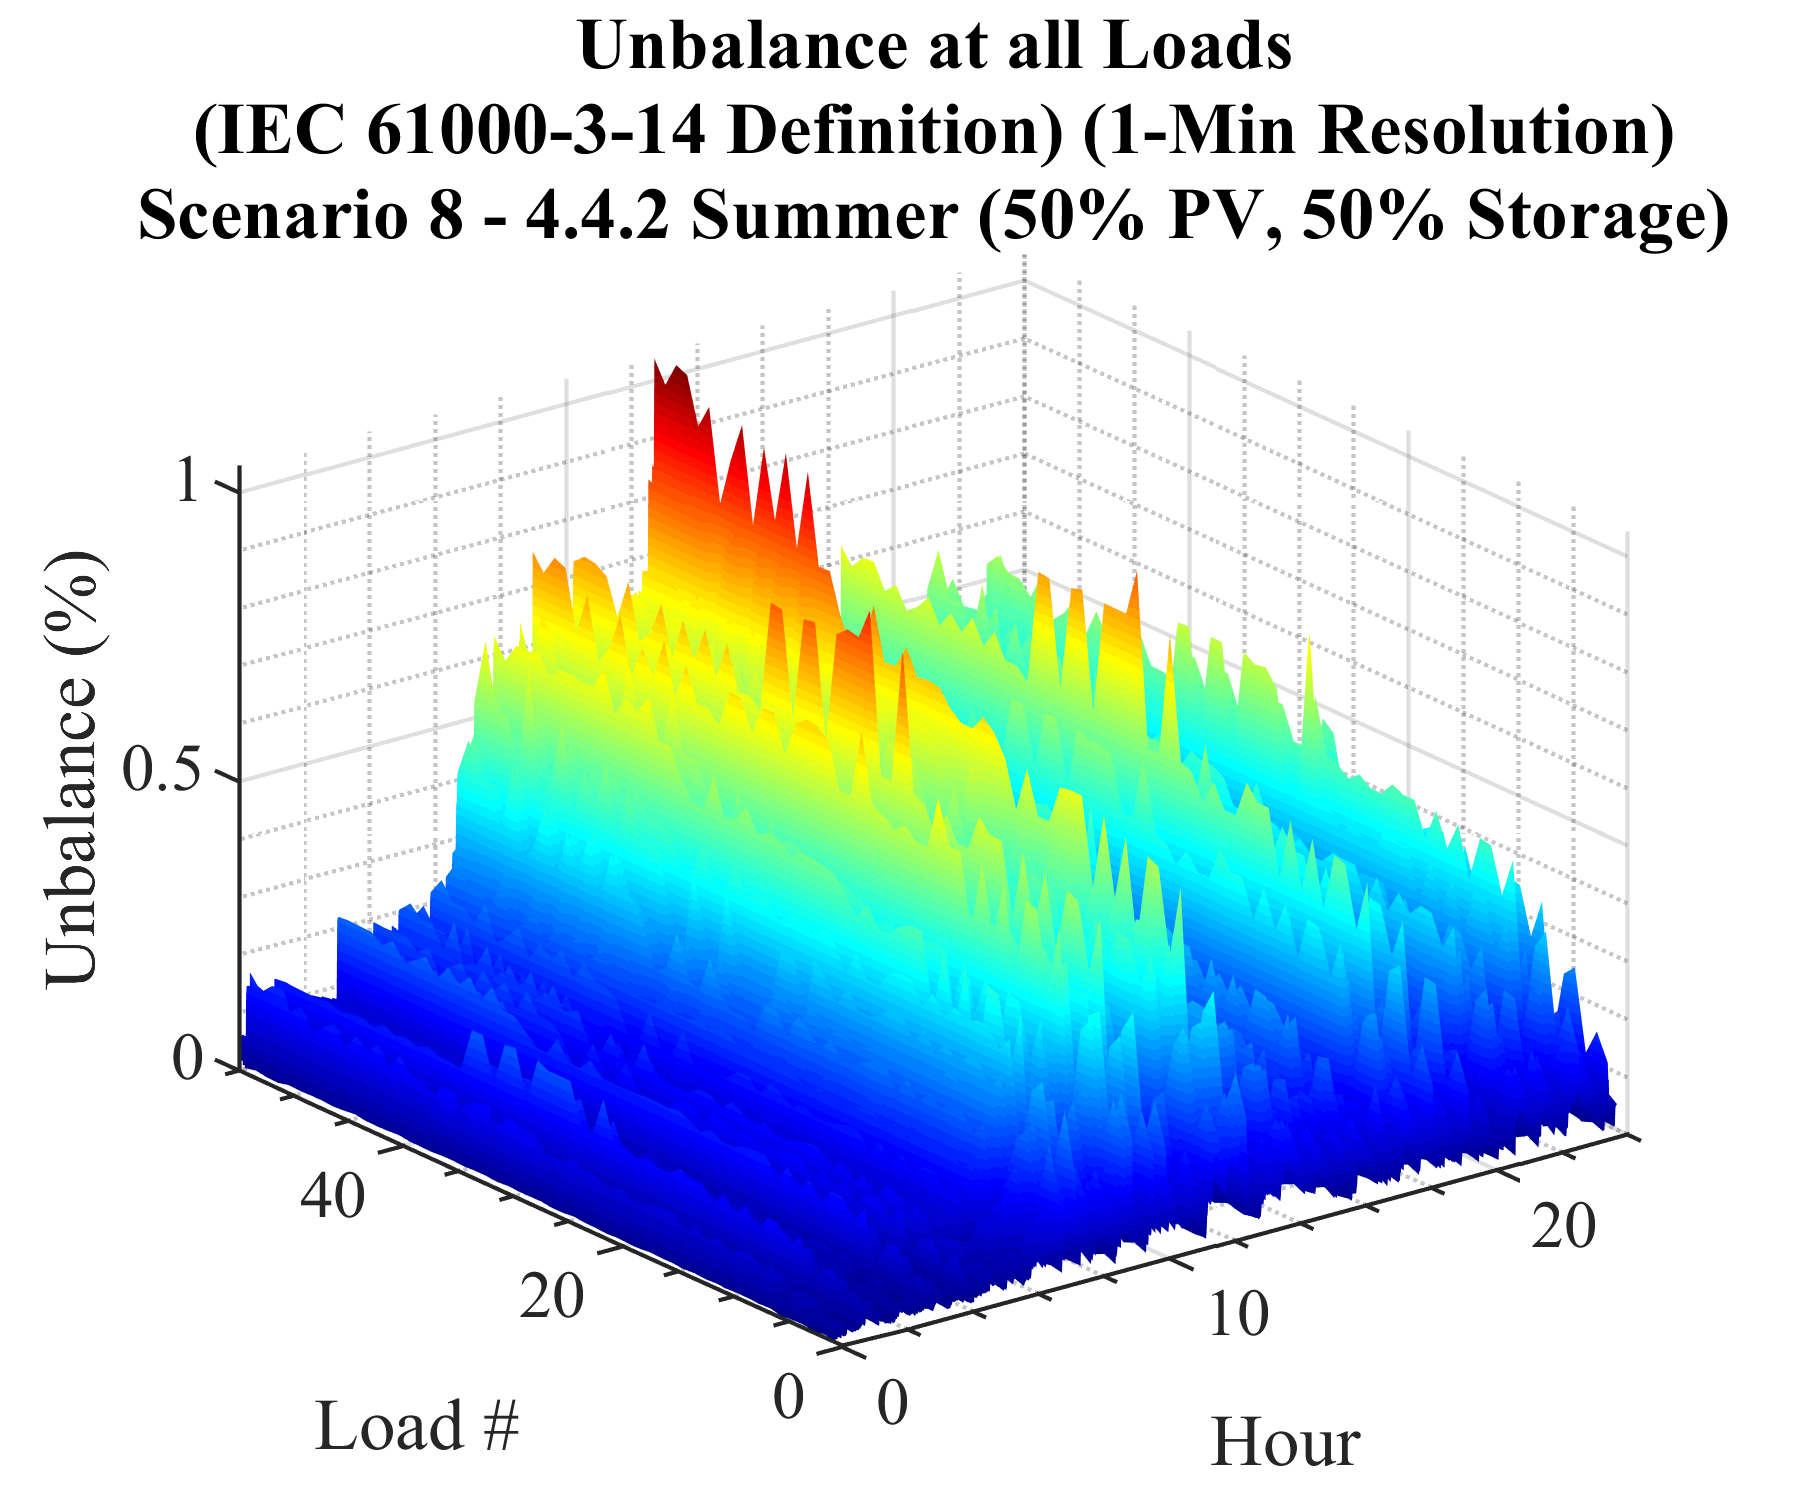 Unbalance at all Loads
(IEC 61000-3-14 Definition) (1-Min Resolution)
Scenario 8 - 4.4.2 Summer (50% PV, 50% Storage)
1
0.5
0
Unbalance (%)
40
20
0
Load #
0
10
20
Hour